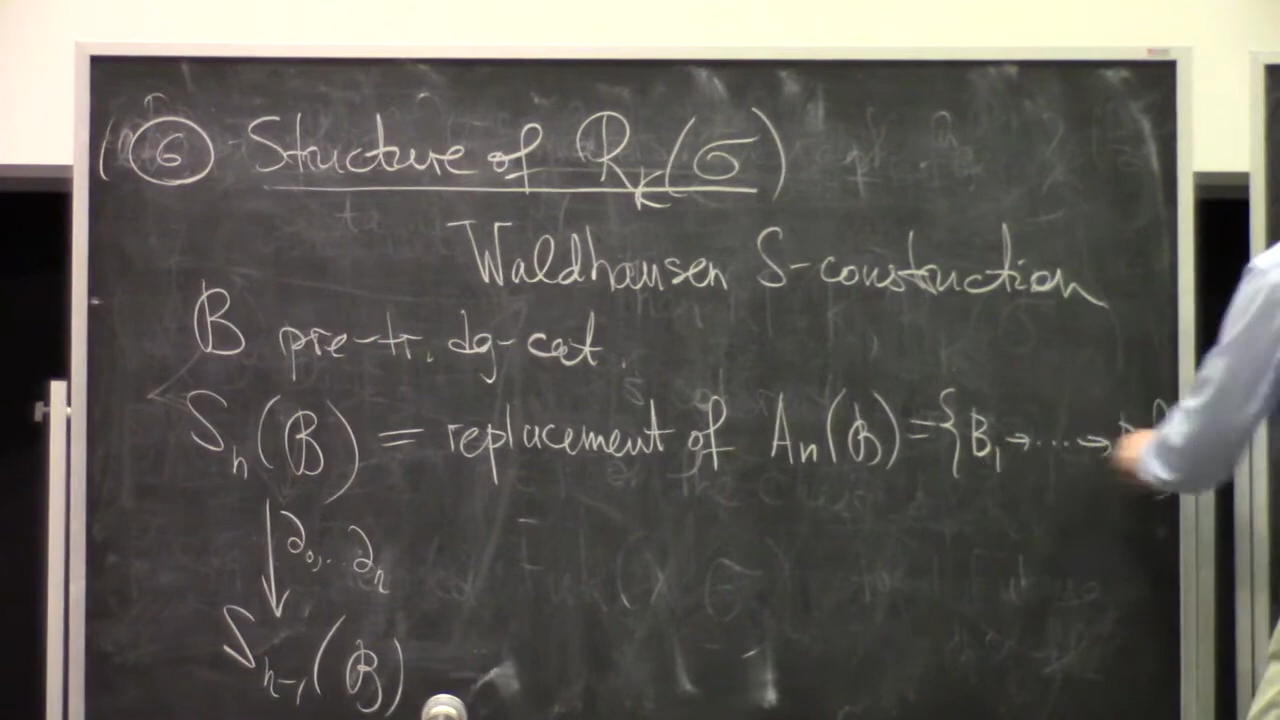 ⑥ Structure of R_K(σ)
Waldhausen S-construction
B pre-tr. dg-cat.
S_n(B) = replacement of A_n(B) = {B_1 → ... →
↓ ∂_0, .. ∂_n
S_{n-1}(B)